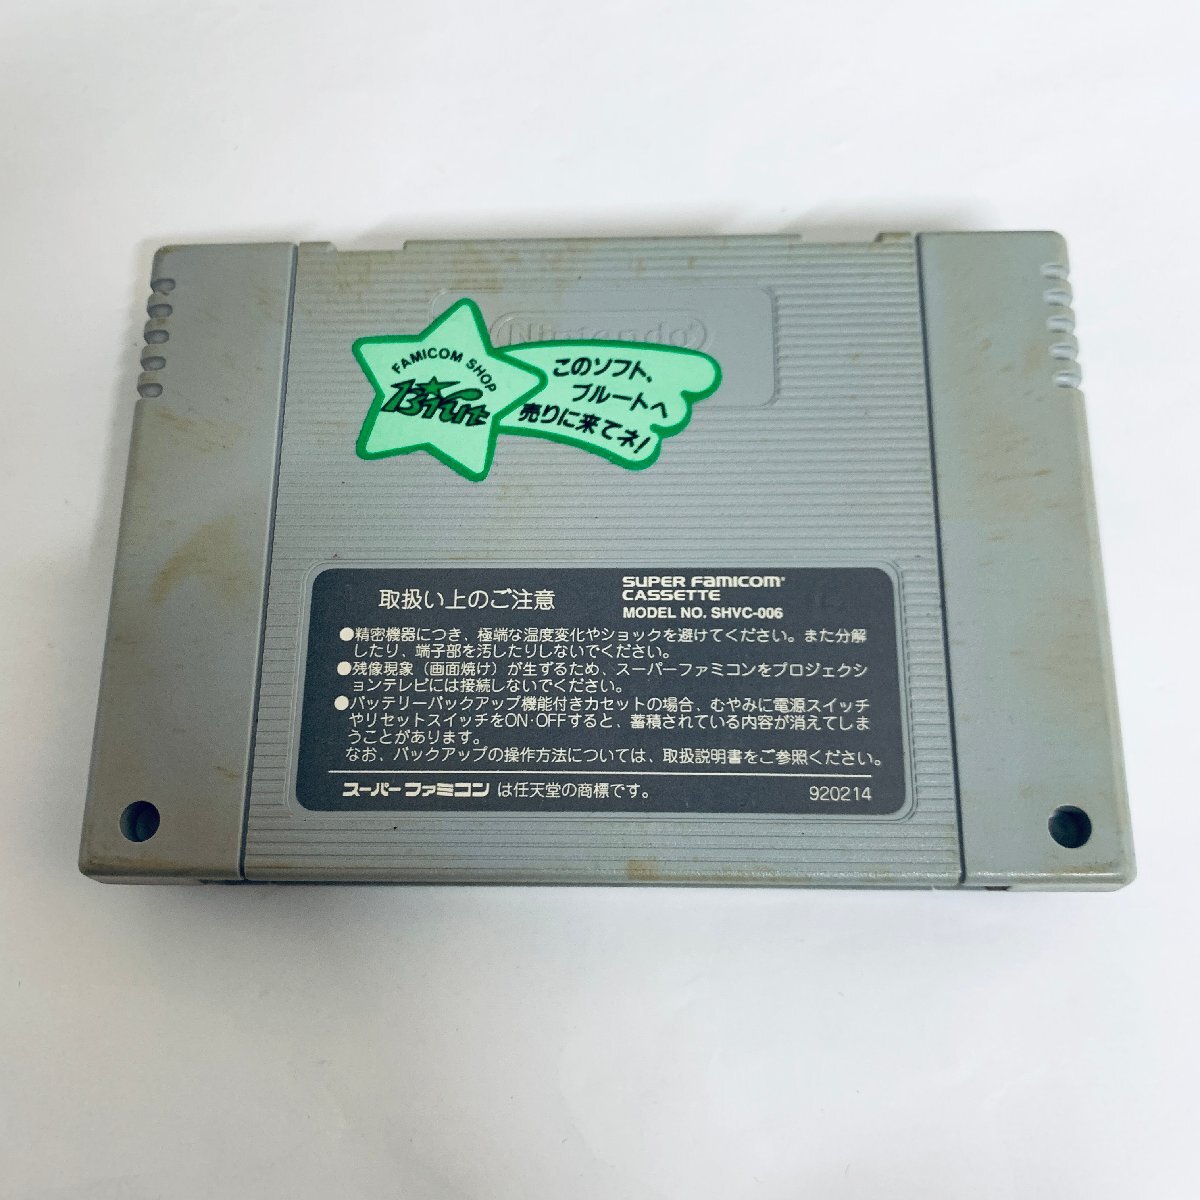 Nintendo
FAMICOM SHOP
Brut
このソフト、
ブルートへ
売りに来てネ!
取扱い上のご注意
SUPER FAMICOM
CASSETTE
MODEL NO. SHVC-006
●精密機器につき、極端な温度変化やショックを避けてください。また分解
したり、端子部を汚したりしないでください。
●残像現象(画面焼け)が生ずるため、スーパーファミコンをプロジェクシ
ョンテレビには接続しないでください。
●バッテリーバックアップ機能付きカセットの場合、むやみに電源スイッチ
やリセットスイッチをON・OFFすると、蓄積されている内容が消えてしま
うことがあります。
なお、バックアップの操作方法については、取扱説明書をご参照ください。
スーパーファミコン は任天堂の商標です。
920214